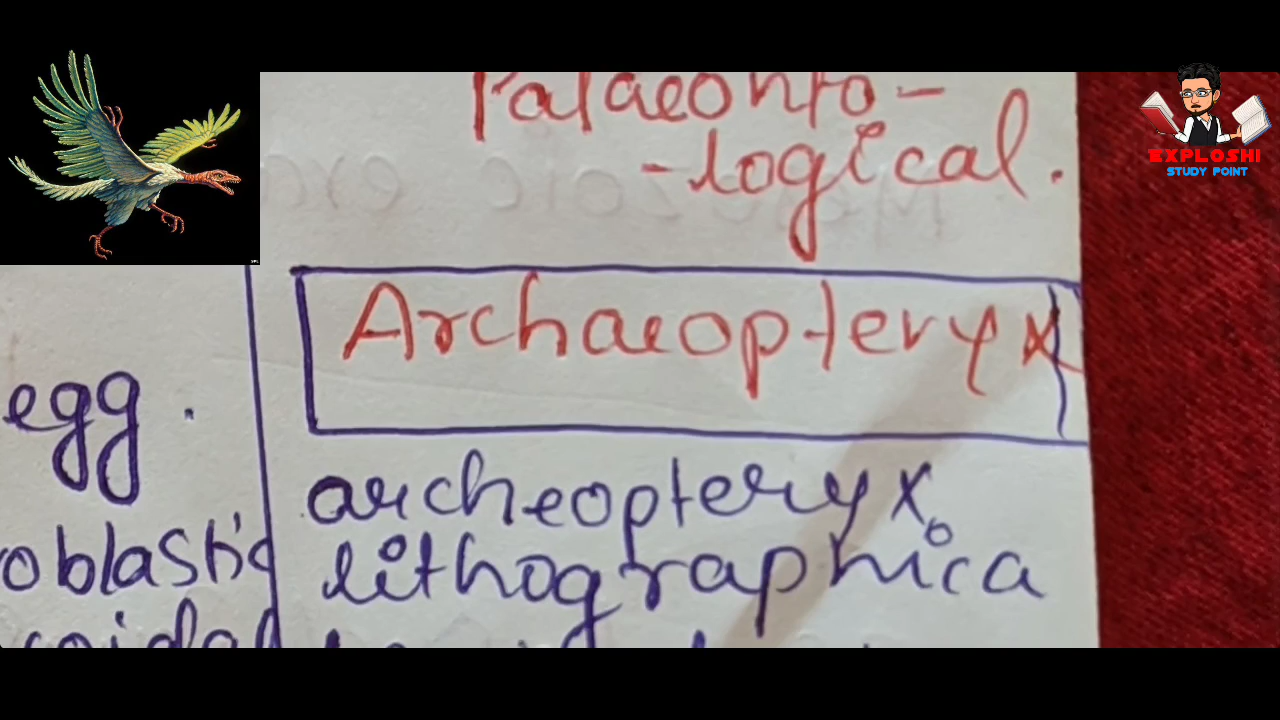 Palaeonto-
-logical.
EXPLOSHI
STUDY POINT
Archaeopteryx
egg.
oblastic
archeopteryx
lithographica